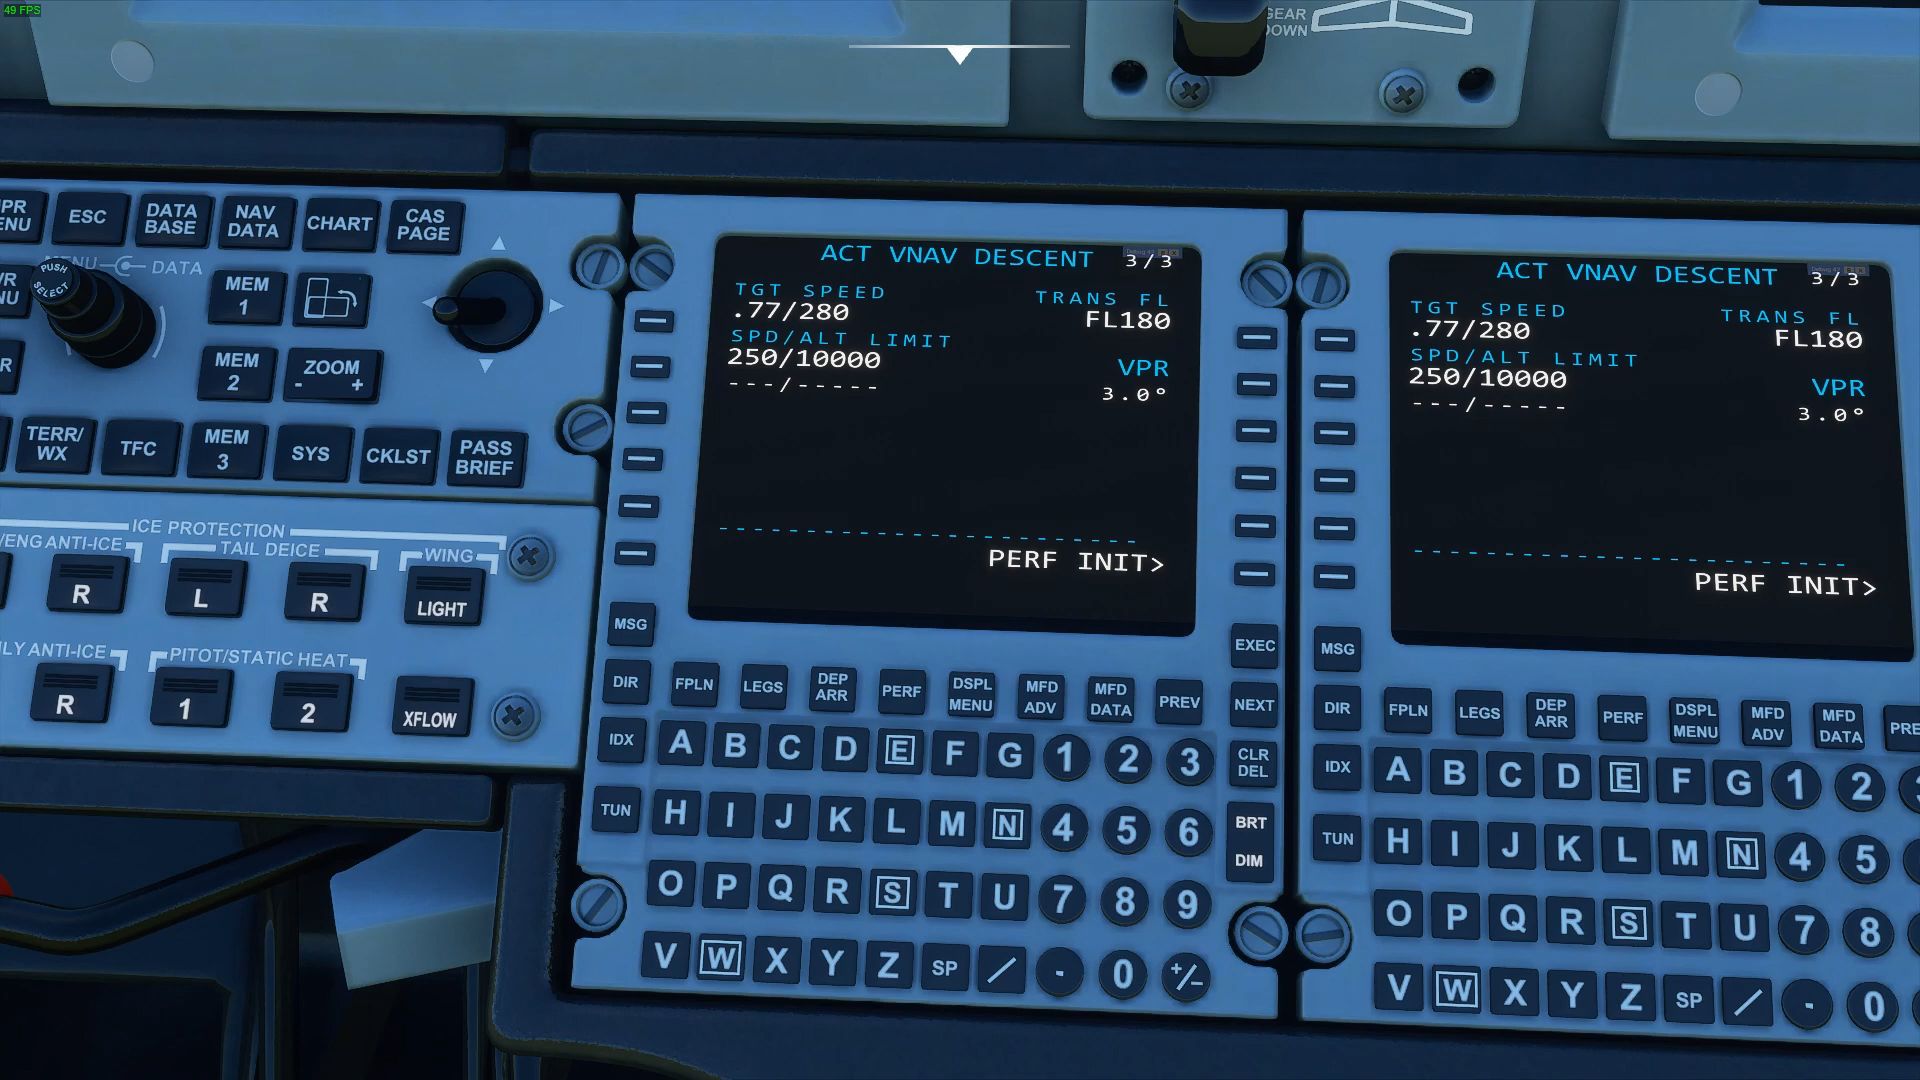 49 FPS
GEAR
DOWN
ESC
DATA
BASE
NAV
DATA
CHART
CAS
PAGE
MENU
DATA
PUSH
SELECT
MEM
1
MEM
2
ZOOM
- +
TERR/
WX
TFC
MEM
3
SYS
CKLST
PASS
BRIEF
ICE PROTECTION
/ENG ANTI-ICE
TAIL DEICE
WING
R
L
R
LIGHT
LY ANTI-ICE
PITOT/STATIC HEAT
R
1
2
XFLOW
ACT VNAV DESCENT 3/3
TGT SPEED TRANS FL
.77/280 FL180
SPD/ALT LIMIT
250/10000 VPR
---/----- 3.0°
------------------------
PERF INIT>
MSG
EXEC
DIR
FPLN
LEGS
DEP
ARR
PERF
DSPL
MENU
MFD
ADV
MFD
DATA
PREV
NEXT
IDX
A B C D E F G 1 2 3
CLR
DEL
TUN
H I J K L M N 4 5 6
BRT
DIM
O P Q R S T U 7 8 9
V W X Y Z SP / . 0 +/-
ACT VNAV DESCENT 3/3
TGT SPEED TRANS FL
.77/280 FL180
SPD/ALT LIMIT
250/10000 VPR
---/----- 3.0°
------------------------
PERF INIT>
MSG
DIR
FPLN
LEGS
DEP
ARR
PERF
DSPL
MENU
MFD
ADV
MFD
DATA
PRE
IDX
A B C D E F G 1 2 3
TUN
H I J K L M N 4 5
O P Q R S T U 7 8
V W X Y Z SP / . 0